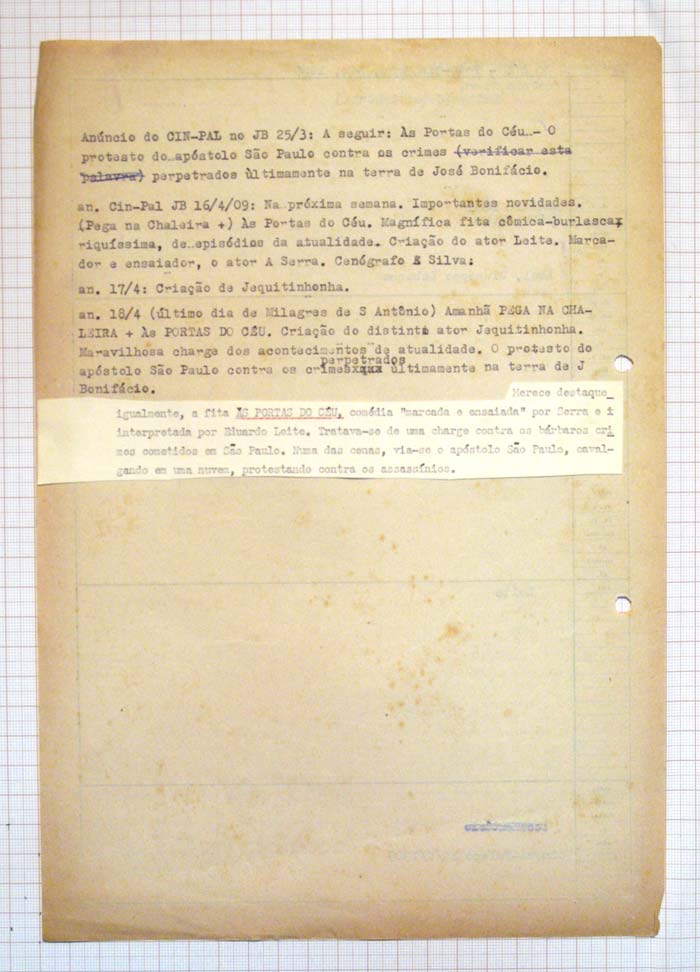 Anúncio do CIN-PAL no JB 25/3: A seguir: Às Portas do Céu.- O
protesto do apóstolo São Paulo contra os crimes (verificar esta
palavra) perpetrados ùltimamente na terra de José Bonifácio.
an. Cin-Pal JB 16/4/09: Na próxima semana. Importantes novidades.
(Pega na Chaleira +) Às Portas do Céu. Magnífica fita cômica-burlesca,
riquíssima, de episódios da atualidade. Criação do ator Leite. Marca-
dor e ensaiador, o ator A Serra. Cenógrafo E Silva:
an. 17/4: Criação de Jequitinhonha.
an. 18/4 (último dia de Milagres de S Antônio) Amanhã PEGA NA CHA-
LEIRA + Às PORTAS DO CÉU. Criação do distinto ator Jequitinhonha.
Maravilhosa charge dos acontecimentos de atualidade. O protesto do
perpetrados
apóstolo São Paulo contra os crimes ùltimamente na terra de J
Bonifácio.
Merece destaque
igualmente, a fita ÀS PORTAS DO CÉU, comédia "marcada e ensaiada" por Serra e i
interpretada por Eduardo Leite. Tratava-se de uma charge contra os bárbaros cri
mes cometidos em São Paulo. Numa das cenas, via-se o apóstolo São Paulo, caval-
gando em uma nuvem, protestando contra os assassínios.